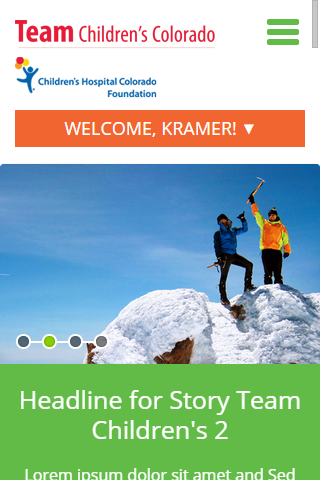 Team Children's Colorado
Children's Hospital Colorado
Foundation
WELCOME, KRAMER! ▼
Headline for Story Team
Children's 2
Lorem ipsum dolor sit amet and Sed